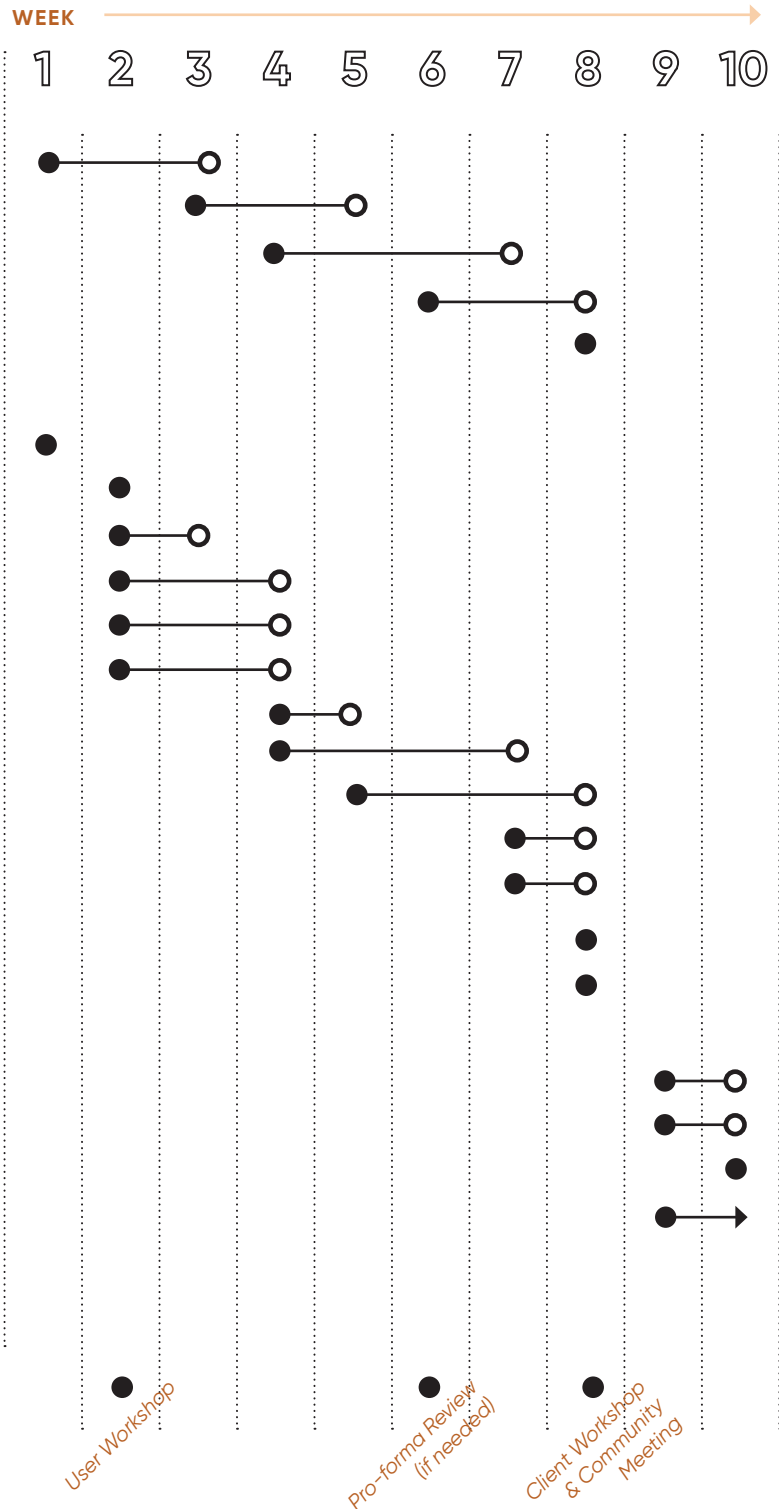 WEEK
1 2 3 4 5 6 7 8 9 10
User Workshop
Pro-forma Review
(if needed)
Client Workshop
& Community
Meeting